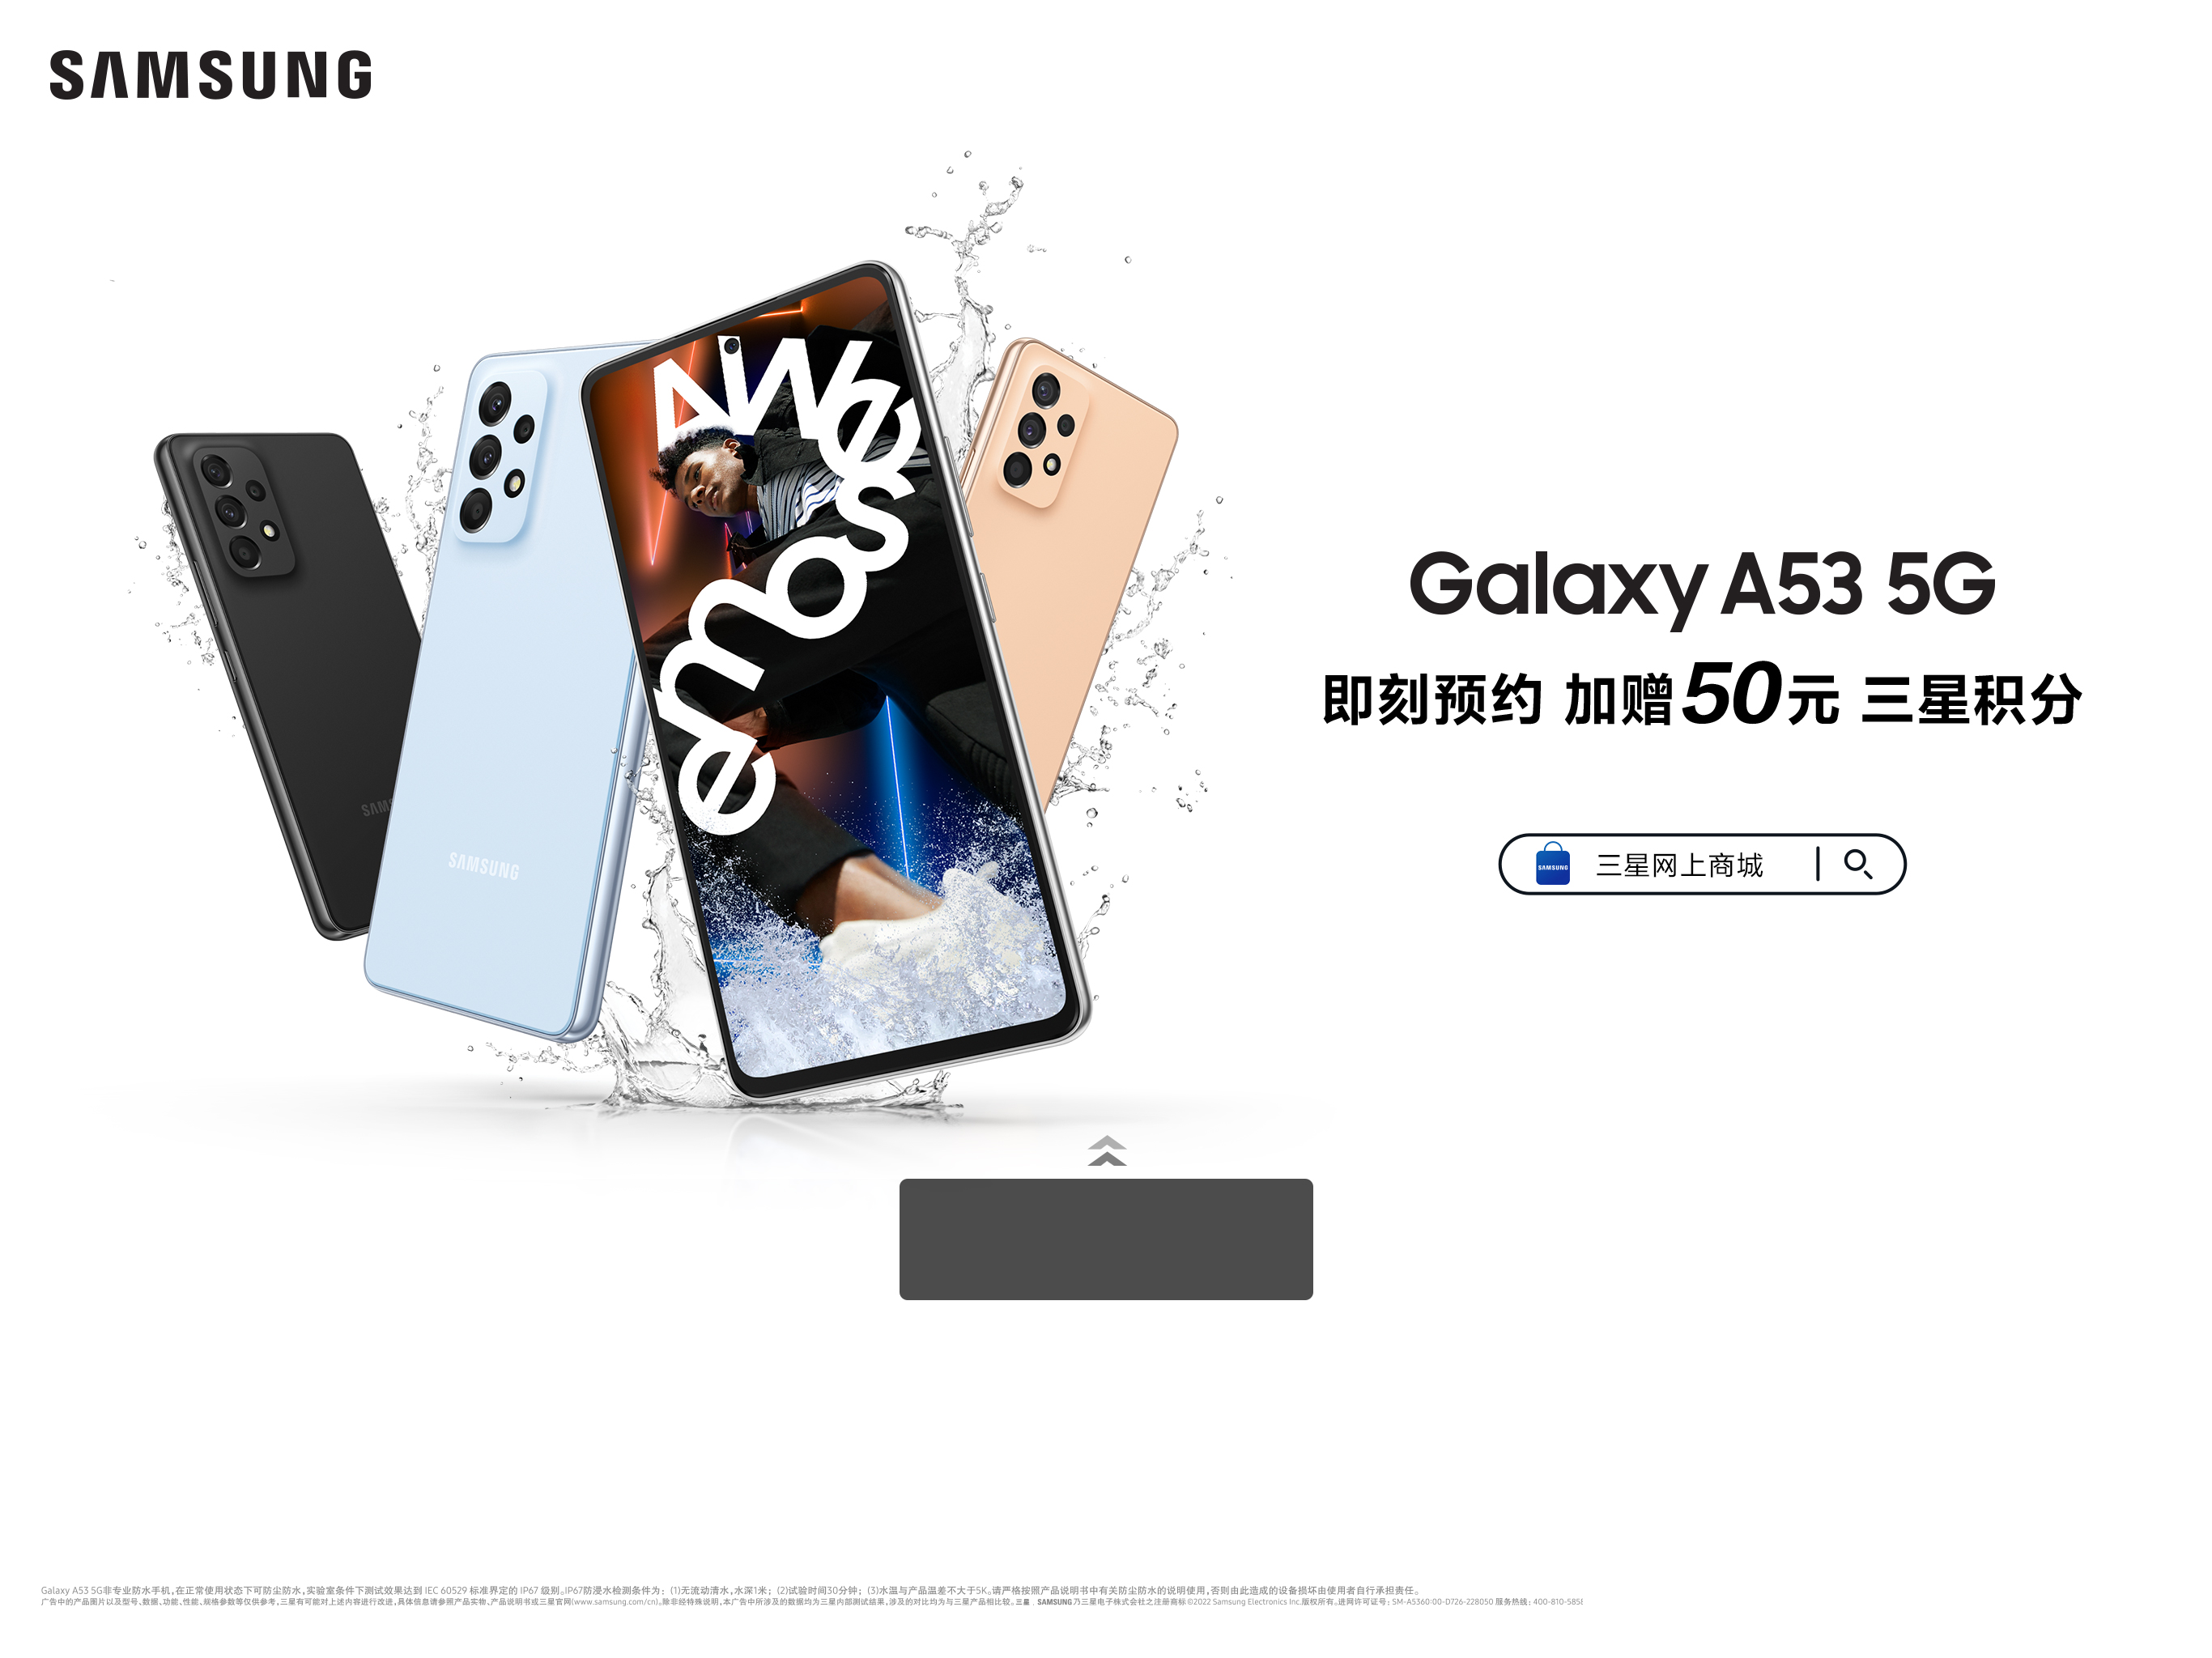 SAMSUNG
Awesome
SAMSUNG
Galaxy A53 5G
即刻预约 加赠50元 三星积分
SAMSUNG 三星网上商城
Galaxy A53 5G非专业防水手机，在正常使用状态下可防尘防水，实验室条件下测试效果达到 IEC 60529 标准界定的 IP67 级别。IP67防浸水检测条件为：(1)无流动清水，水深1米；(2)试验时间30分钟；(3)水温与产品温差不大于5K。请严格按照产品说明书中有关防尘防水的说明使用，否则由此造成的设备损坏由使用者自行承担责任。
广告中的产品图片以及型号、数据、功能、性能、规格参数等仅供参考，三星有可能对上述内容进行改进，具体信息请参照产品实物、产品说明书或三星官网(www.samsung.com/cn)。除非经特殊说明，本广告中所涉及的数据均为三星内部测试结果，涉及的对比均为与三星产品相比较。三星 . SAMSUNG乃三星电子株式会社之注册商标 ©2022 Samsung Electronics Inc.版权所有。进网许可证号：SM-A5360:00-D726-228050 服务热线：400-810-5858